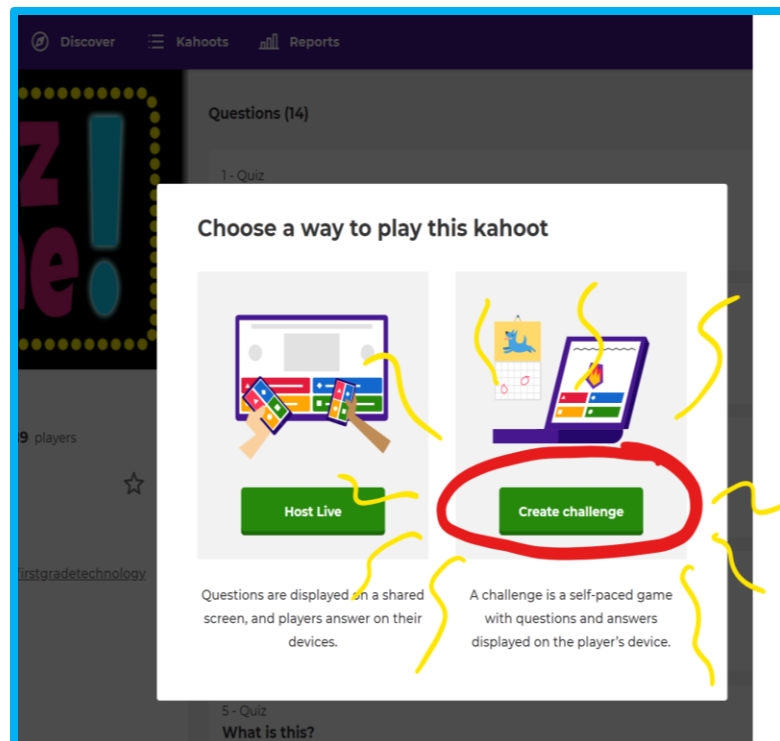 Discover Kahoots Reports
Questions (14)
1 - Quiz
Choose a way to play this kahoot
Host Live
Create challenge
Questions are displayed on a shared
screen, and players answer on their
devices.
A challenge is a self-paced game
with questions and answers
displayed on the player's device.
players
firstgradetechnology
5 - Quiz
What is this?